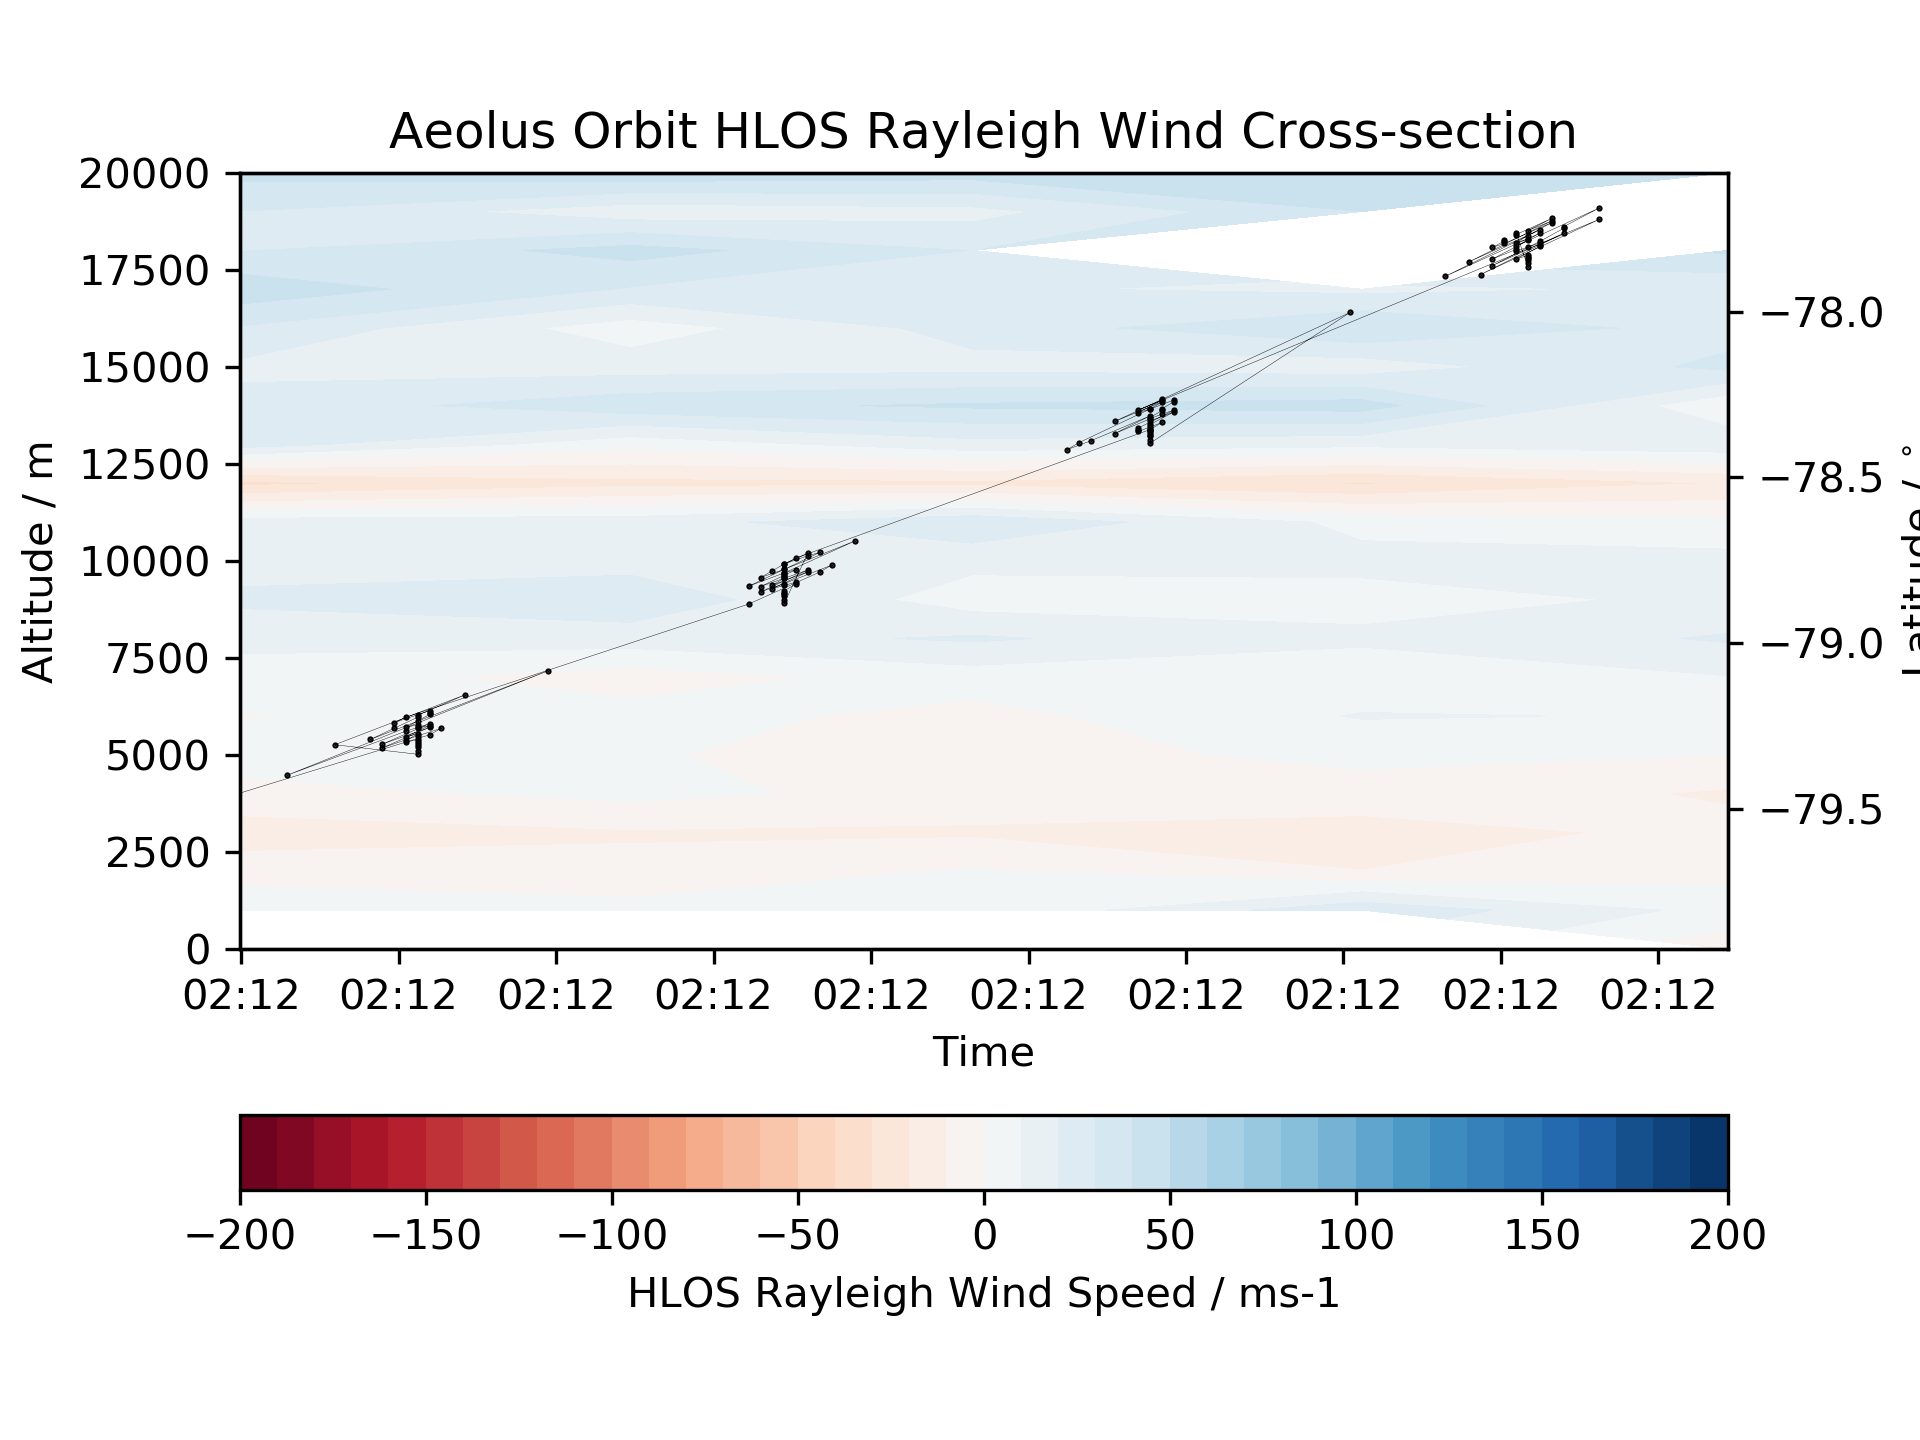 Aeolus Orbit HLOS Rayleigh Wind Cross-section
20000
17500
15000
12500
10000
7500
5000
2500
0
Altitude / m
−78.0
−78.5
−79.0
−79.5
Latitude / °
02:12 02:12 02:12 02:12 02:12 02:12 02:12 02:12 02:12 02:12
Time
−200 −150 −100 −50 0 50 100 150 200
HLOS Rayleigh Wind Speed / ms-1